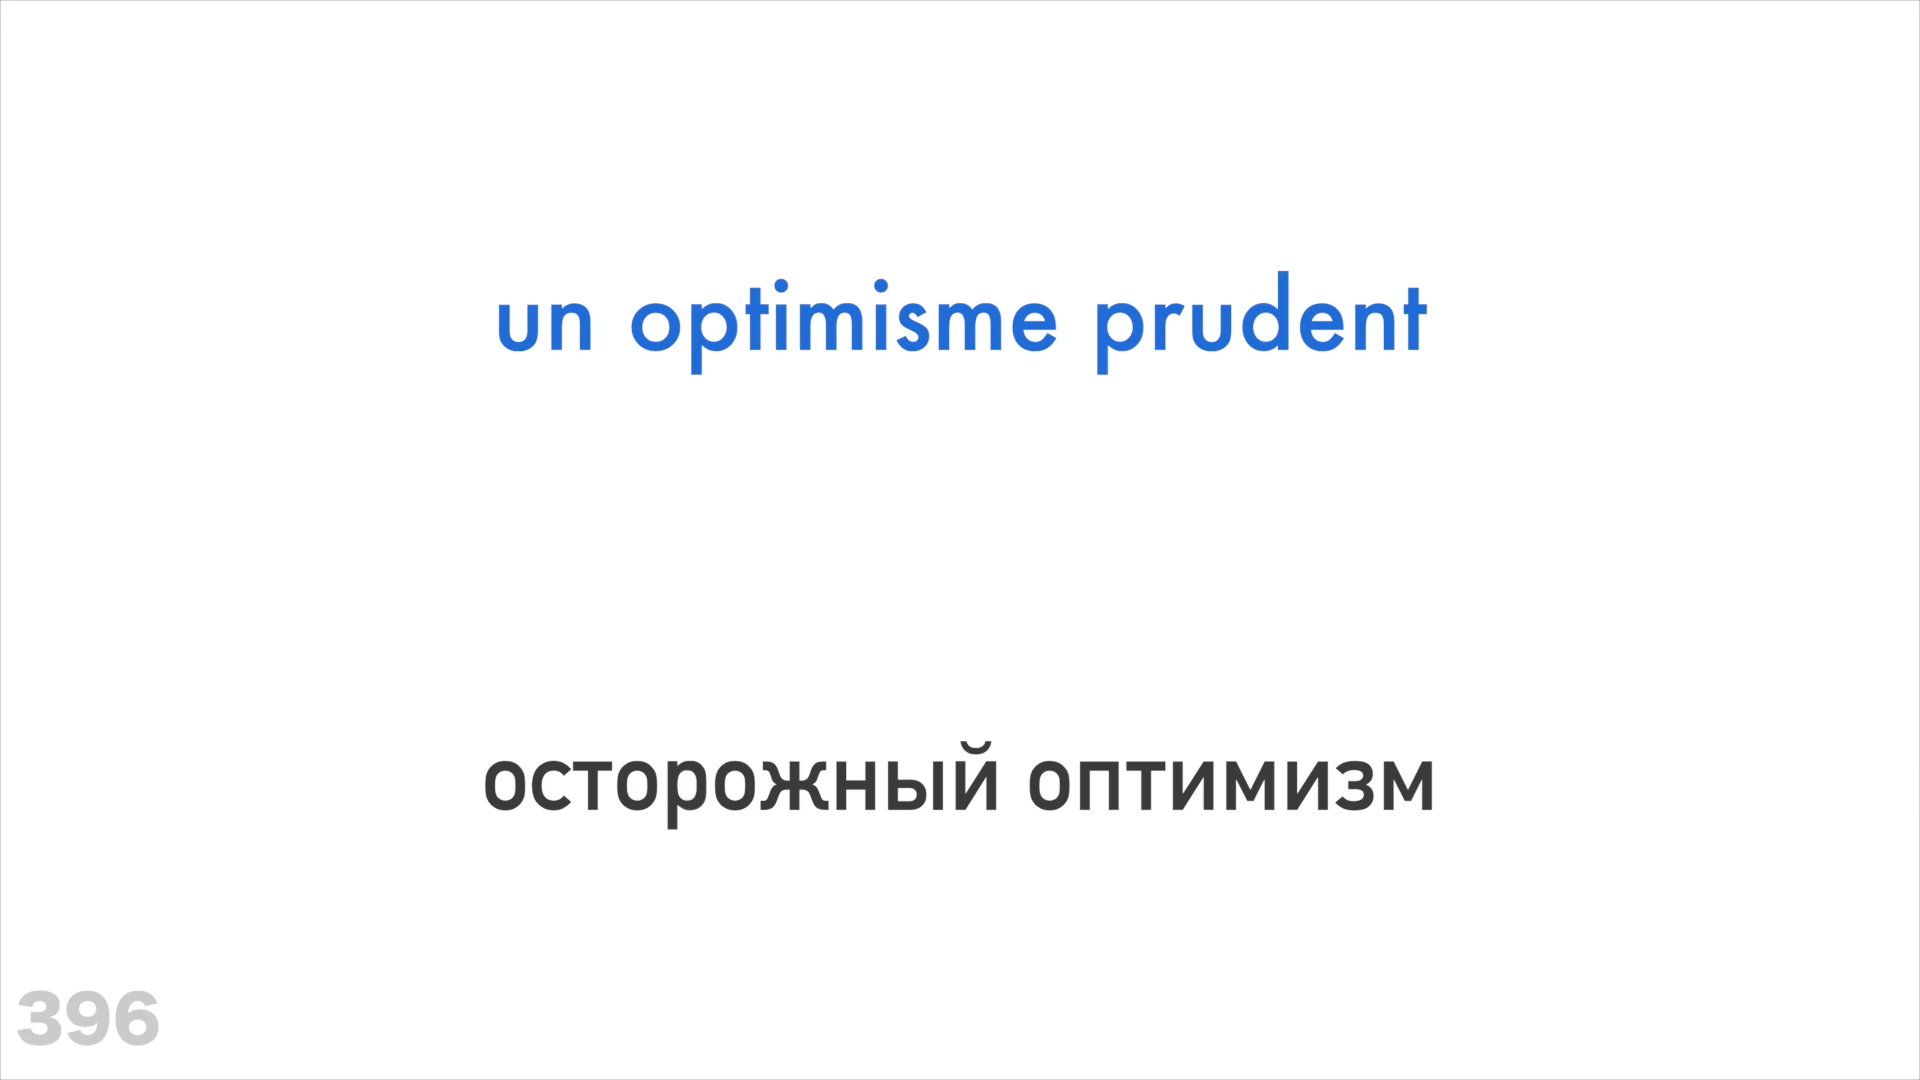 un optimisme prudent
осторожный оптимизм
396